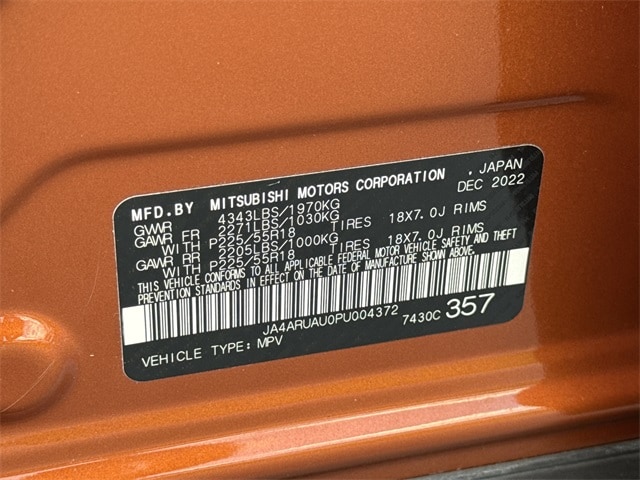 MFD.BY MITSUBISHI MOTORS CORPORATION , JAPAN
GVWR 4343LBS/1970KG DEC 2022
GAWR FR 2271LBS/1030KG
WITH P225/55R18 TIRES 18X7.0J RIMS
GAWR RR 2205LBS/1000KG
WITH P225/55R18 TIRES 18X7.0J RIMS
THIS VEHICLE CONFORMS TO ALL APPLICABLE FEDERAL MOTOR VEHICLE SAFETY AND THEFT
PREVENTION STANDARDS IN EFFECT ON THE DATE OF MANUFACTURE SHOWN ABOVE.
JA4ARUAU0PU004372 7430C 357
VEHICLE TYPE:MPV